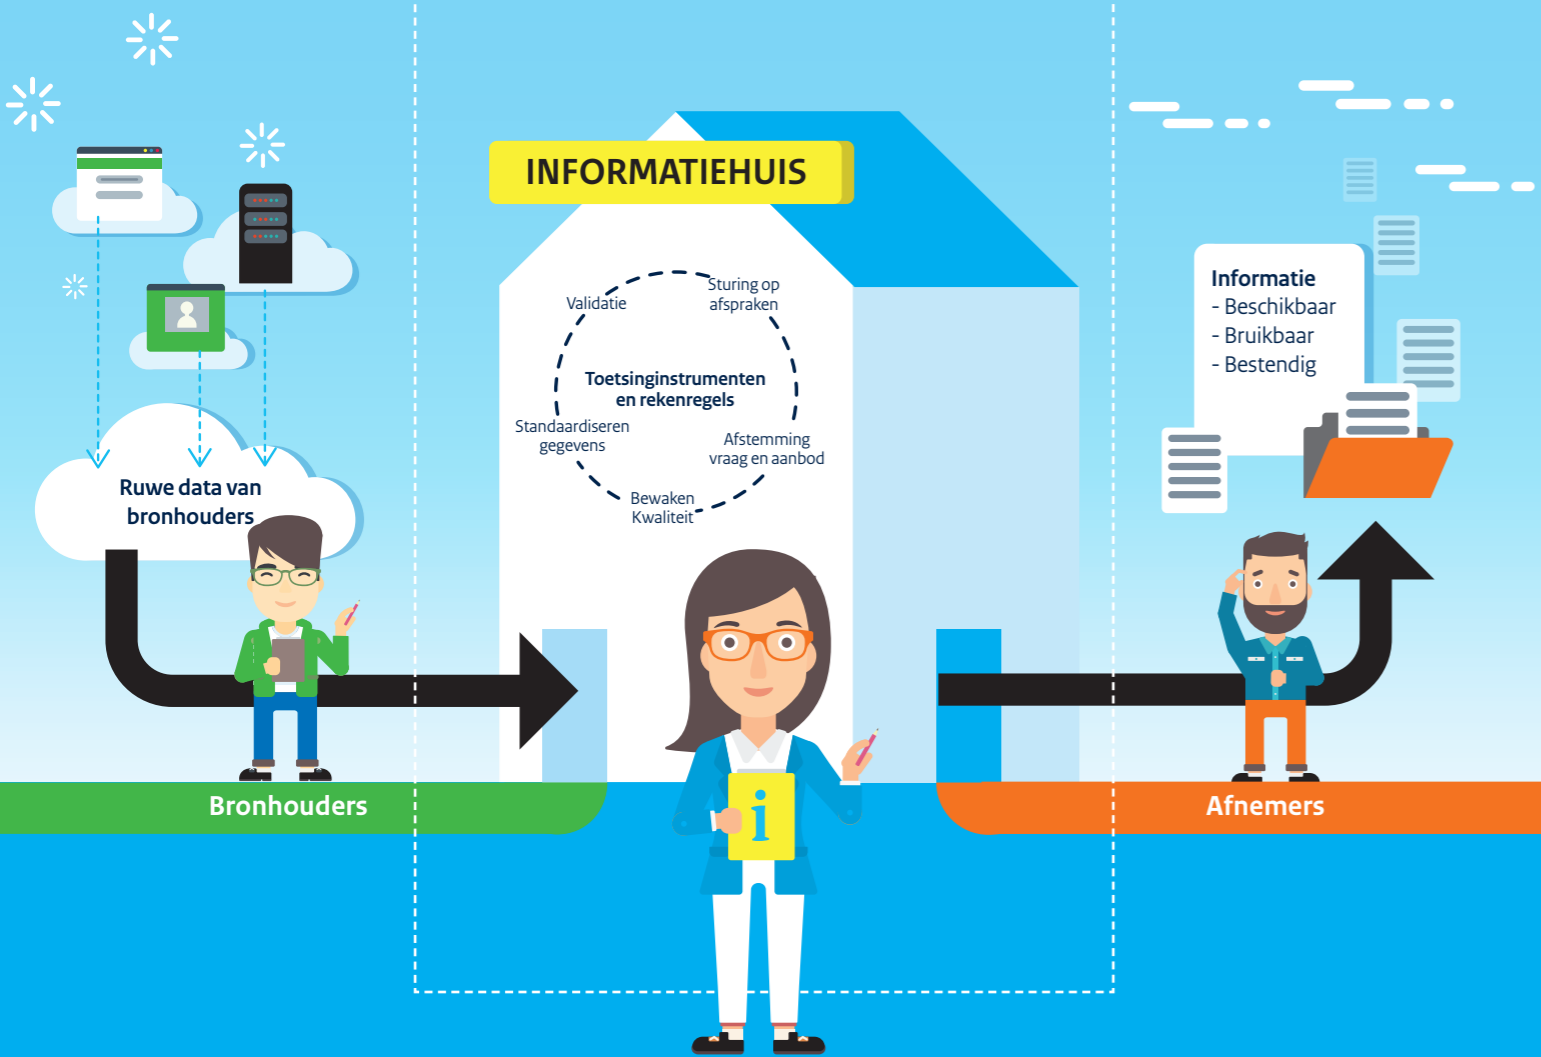 INFORMATIEHUIS
Validatie
Sturing op
afspraken
Toetsinginstrumenten
en rekenregels
Standaardiseren
gegevens
Afstemming
vraag en aanbod
Bewaken
Kwaliteit
Ruwe data van
bronhouders
Informatie
- Beschikbaar
- Bruikbaar
- Bestendig
Bronhouders
i
Afnemers